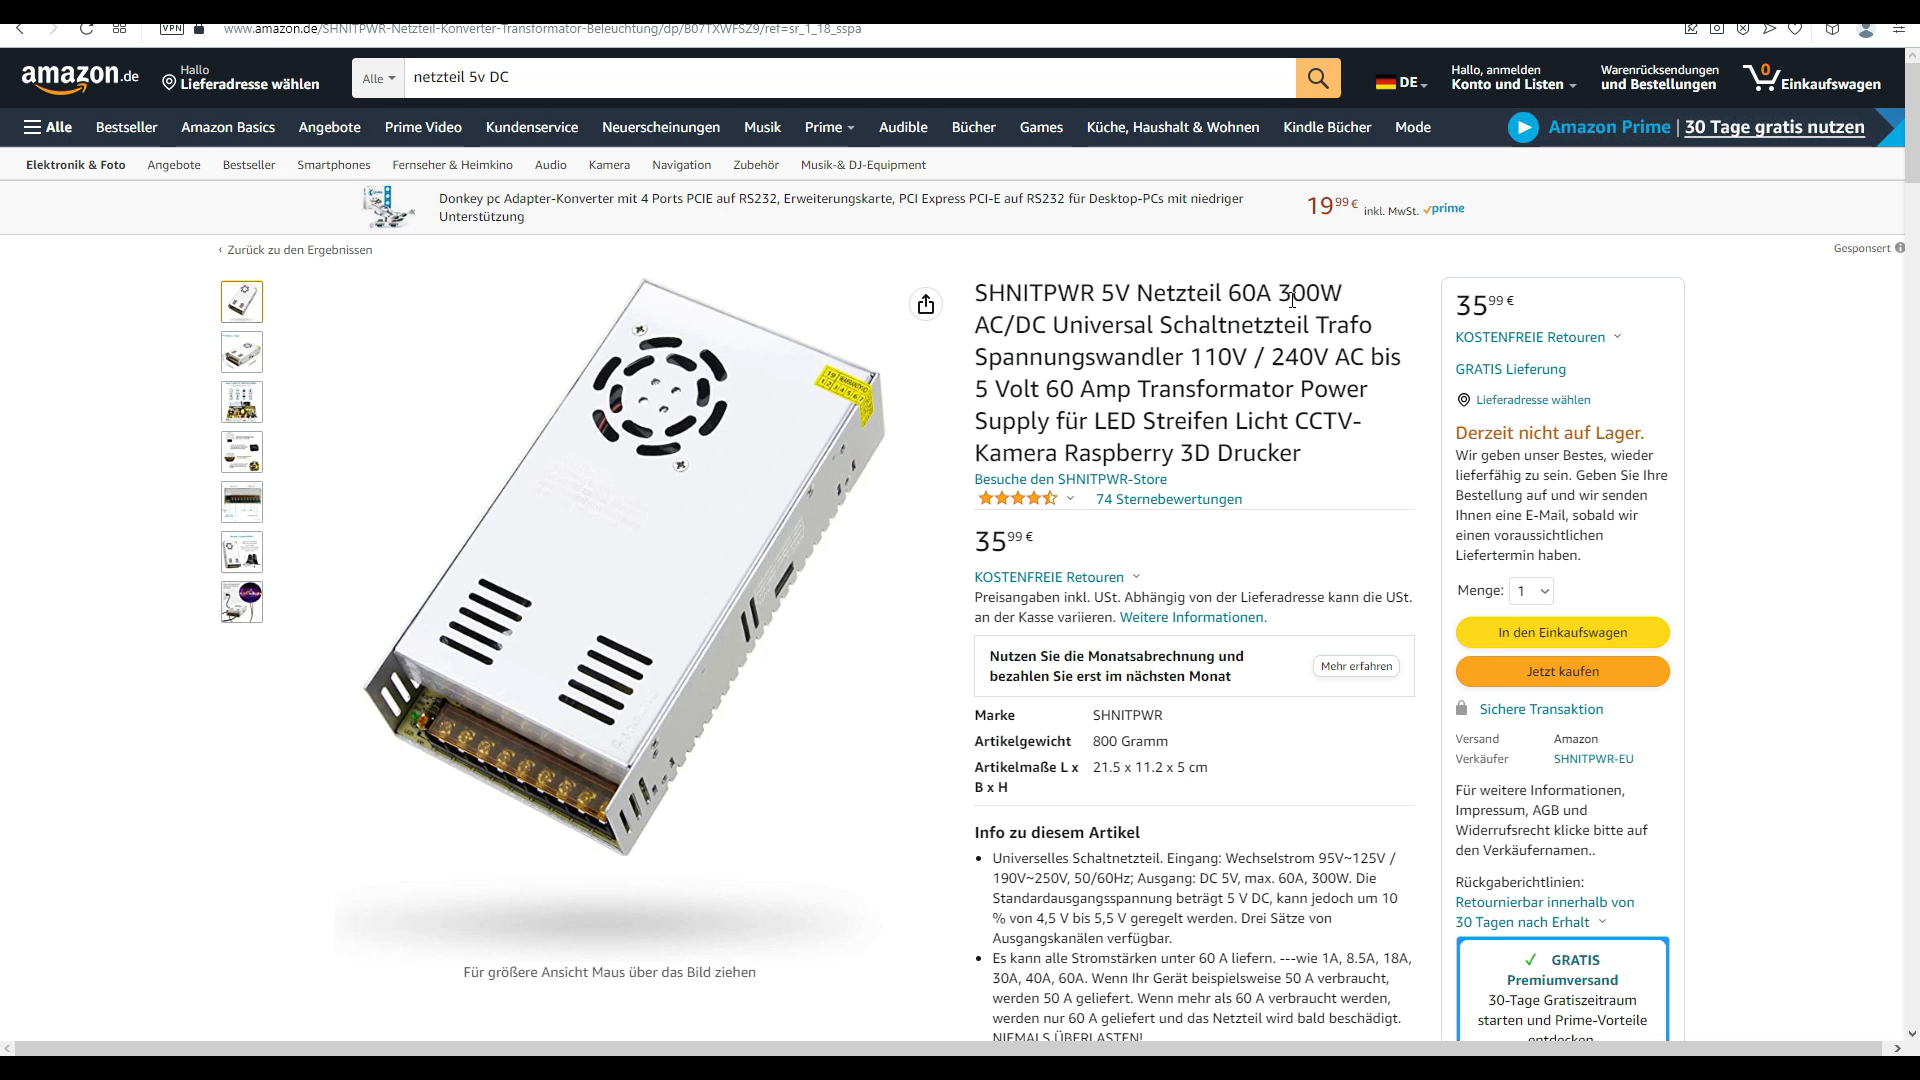 VPN
www.amazon.de/SHNITPWR-Netzteil-Konverter-Transformator-Beleuchtung/dp/B07TXWFSZ9/ref=sr_1_18_sspa
amazon.de
Hallo
Lieferadresse wählen
Alle
netzteil 5v DC
DE
Hallo, anmelden
Konto und Listen
Warenrücksendungen
und Bestellungen
0
Einkaufswagen
Alle
Bestseller
Amazon Basics
Angebote
Prime Video
Kundenservice
Neuerscheinungen
Musik
Prime
Audible
Bücher
Games
Küche, Haushalt & Wohnen
Kindle Bücher
Mode
Amazon Prime | 30 Tage gratis nutzen
Elektronik & Foto
Angebote
Bestseller
Smartphones
Fernseher & Heimkino
Audio
Kamera
Navigation
Zubehör
Musik-& DJ-Equipment
Donkey pc Adapter-Konverter mit 4 Ports PCIE auf RS232, Erweiterungskarte, PCI Express PCI-E auf RS232 für Desktop-PCs mit niedriger
Unterstützung
19 99 € inkl. MwSt. prime
‹ Zurück zu den Ergebnissen
Gesponsert
SHNITPWR 5V Netzteil 60A 300W
AC/DC Universal Schaltnetzteil Trafo
Spannungswandler 110V / 240V AC bis
5 Volt 60 Amp Transformator Power
Supply für LED Streifen Licht CCTV-
Kamera Raspberry 3D Drucker
Besuche den SHNITPWR-Store
74 Sternebewertungen
35 99 €
KOSTENFREIE Retouren
Preisangaben inkl. USt. Abhängig von der Lieferadresse kann die USt.
an der Kasse variieren. Weitere Informationen.
Nutzen Sie die Monatsabrechnung und
bezahlen Sie erst im nächsten Monat
Mehr erfahren
Marke SHNITPWR
Artikelgewicht 800 Gramm
Artikelmaße L x 21.5 x 11.2 x 5 cm
B x H
Info zu diesem Artikel
• Universelles Schaltnetzteil. Eingang: Wechselstrom 95V~125V /
190V~250V, 50/60Hz; Ausgang: DC 5V, max. 60A, 300W. Die
Standardausgangsspannung beträgt 5 V DC, kann jedoch um 10
% von 4,5 V bis 5,5 V geregelt werden. Drei Sätze von
Ausgangskanälen verfügbar.
• Es kann alle Stromstärken unter 60 A liefern. ---wie 1A, 8.5A, 18A,
30A, 40A, 60A. Wenn Ihr Gerät beispielsweise 50 A verbraucht,
werden 50 A geliefert. Wenn mehr als 60 A verbraucht werden,
werden nur 60 A geliefert und das Netzteil wird bald beschädigt.
NIEMALS ÜBERLASTEN!
Für größere Ansicht Maus über das Bild ziehen
35 99 €
KOSTENFREIE Retouren
GRATIS Lieferung
Lieferadresse wählen
Derzeit nicht auf Lager.
Wir geben unser Bestes, wieder
lieferfähig zu sein. Geben Sie Ihre
Bestellung auf und wir senden
Ihnen eine E-Mail, sobald wir
einen voraussichtlichen
Liefertermin haben.
Menge: 1
In den Einkaufswagen
Jetzt kaufen
Sichere Transaktion
Versand Amazon
Verkäufer SHNITPWR-EU
Für weitere Informationen,
Impressum, AGB und
Widerrufsrecht klicke bitte auf
den Verkäufernamen..
Rückgaberichtlinien:
Retournierbar innerhalb von
30 Tagen nach Erhalt
✓ GRATIS
Premiumversand
30-Tage Gratiszeitraum
starten und Prime-Vorteile
entdecken